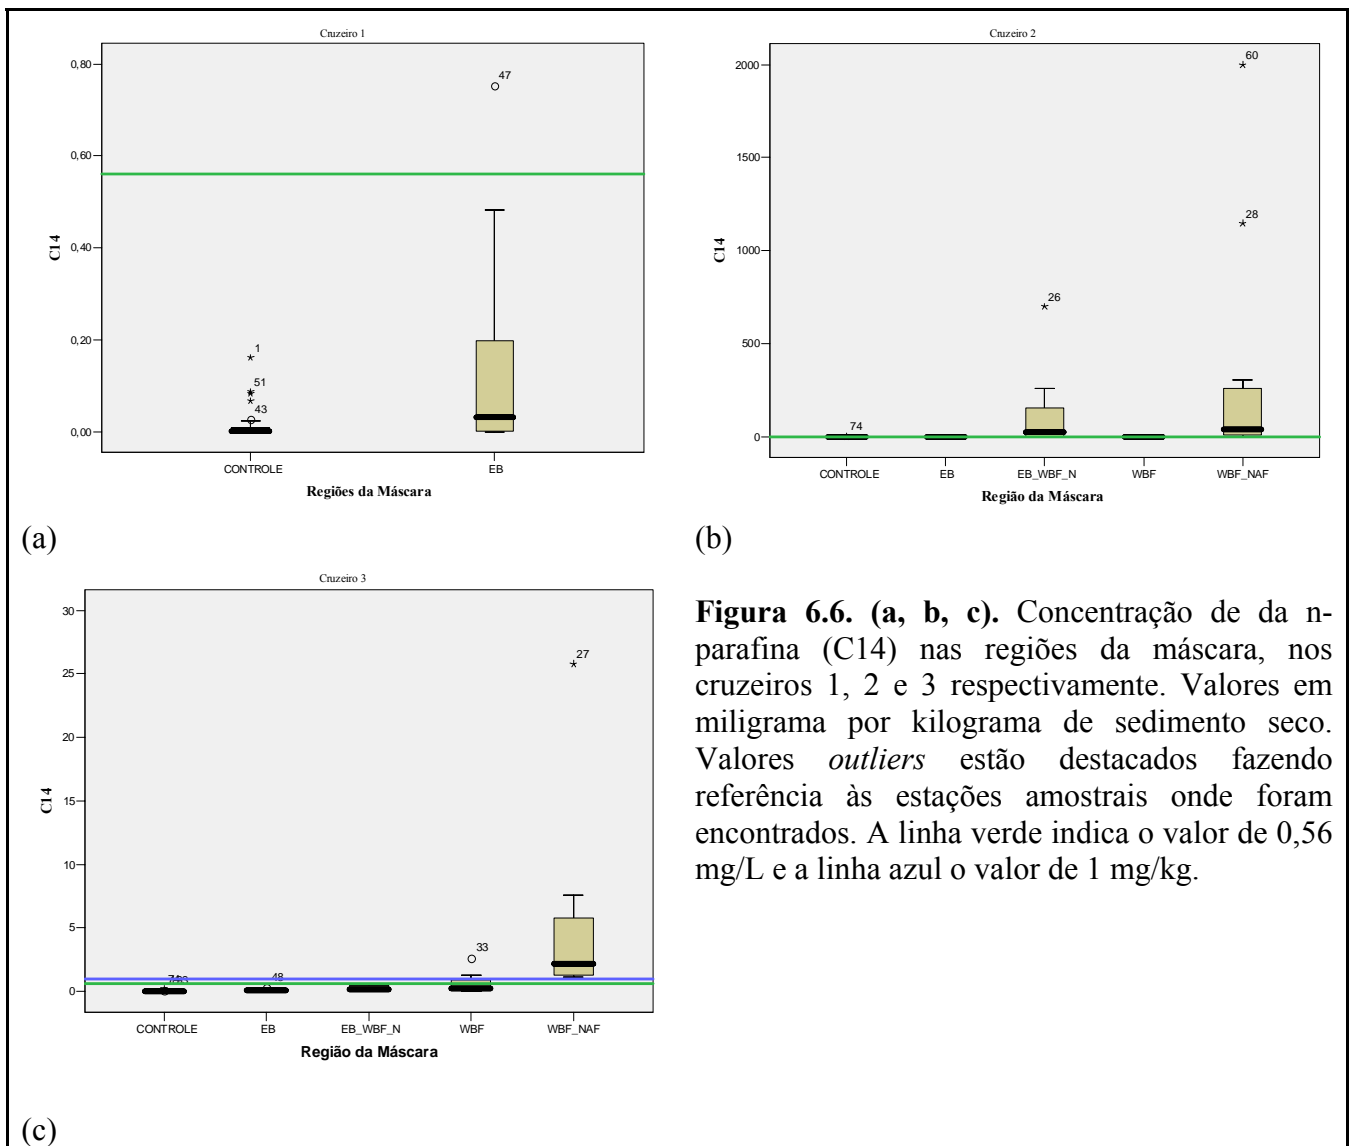 Cruzeiro 1
0,80
0,60
0,40
0,20
0,00
C14
47
1
51
43
CONTROLE EB
Regiões da Máscara
(a)
Cruzeiro 2
2000
1500
1000
500
0
C14
60
28
26
74
CONTROLE EB EB_WBF_N WBF WBF_NAF
Região da Máscara
(b)
Cruzeiro 3
30
25
20
15
10
5
0
C14
27
33
48
CONTROLE EB EB_WBF_N WBF WBF_NAF
Região da Máscara
(c)
Figura 6.6. (a, b, c). Concentração de da n-
parafina (C14) nas regiões da máscara, nos
cruzeiros 1, 2 e 3 respectivamente. Valores em
miligrama por kilograma de sedimento seco.
Valores outliers estão destacados fazendo
referência às estações amostrais onde foram
encontrados. A linha verde indica o valor de 0,56
mg/L e a linha azul o valor de 1 mg/kg.